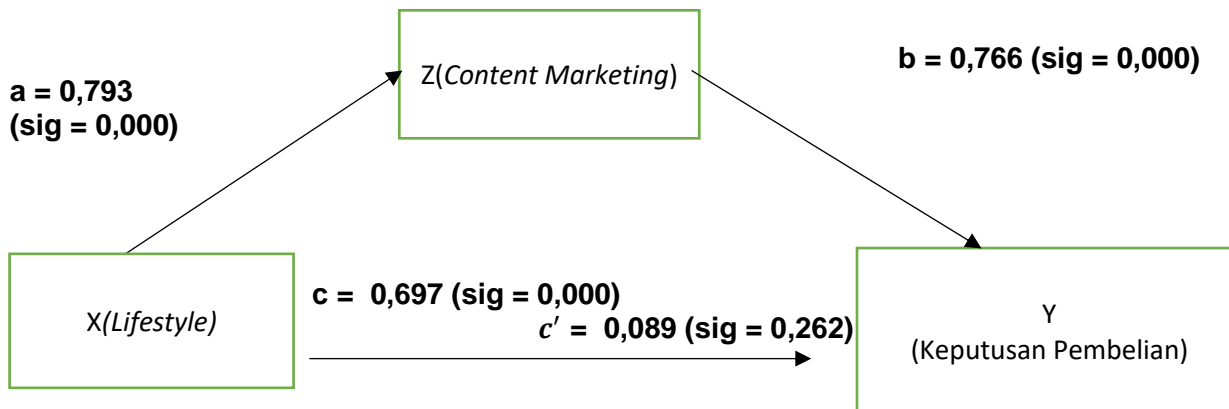 Z(Content Marketing)
b = 0,766 (sig = 0,000)
a = 0,793
(sig = 0,000)
X(Lifestyle)
c = 0,697 (sig = 0,000)
c′ = 0,089 (sig = 0,262)
Y
(Keputusan Pembelian)